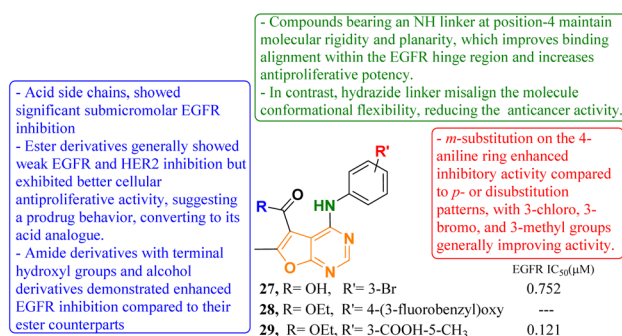 - Compounds bearing an NH linker at position-4 maintain
molecular rigidity and planarity, which improves binding
alignment within the EGFR hinge region and increases
antiproliferative potency.
- In contrast, hydrazide linker misalign the molecule
conformational flexibility, reducing the anticancer activity.
- Acid side chains, showed
significant submicromolar EGFR
inhibition
- Ester derivatives generally showed
weak EGFR and HER2 inhibition but
exhibited better cellular
antiproliferative activity, suggesting
a prodrug behavior, converting to its
acid analogue.
- Amide derivatives with terminal
hydroxyl groups and alcohol
derivatives demonstrated enhanced
EGFR inhibition compared to their
ester counterparts
- m-substitution on the 4-
aniline ring enhanced
inhibitory activity compared
to p- or disubstitution
patterns, with 3-chloro, 3-
bromo, and 3-methyl groups
generally improving activity.
R'
O
R
HN
N
O
N
EGFR IC50(μM)
27, R= OH, R'= 3-Br 0.752
28, R= OEt, R'= 4-(3-fluorobenzyl)oxy ---
29, R= OEt, R'= 3-COOH-5-CH3 0.121